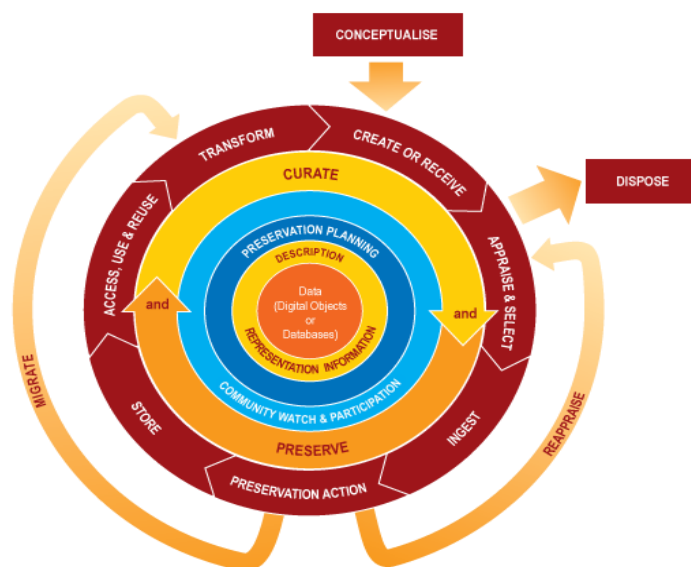 CONCEPTUALISE
TRANSFORM
CREATE OR RECEIVE
DISPOSE
CURATE
ACCESS, USE & REUSE
APPRAISE & SELECT
PRESERVATION PLANNING
DESCRIPTION
Data
(Digital Objects
or
Databases)
and
and
REPRESENTATION INFORMATION
COMMUNITY WATCH & PARTICIPATION
MIGRATE
REAPPRAISE
STORE
INGEST
PRESERVE
PRESERVATION ACTION